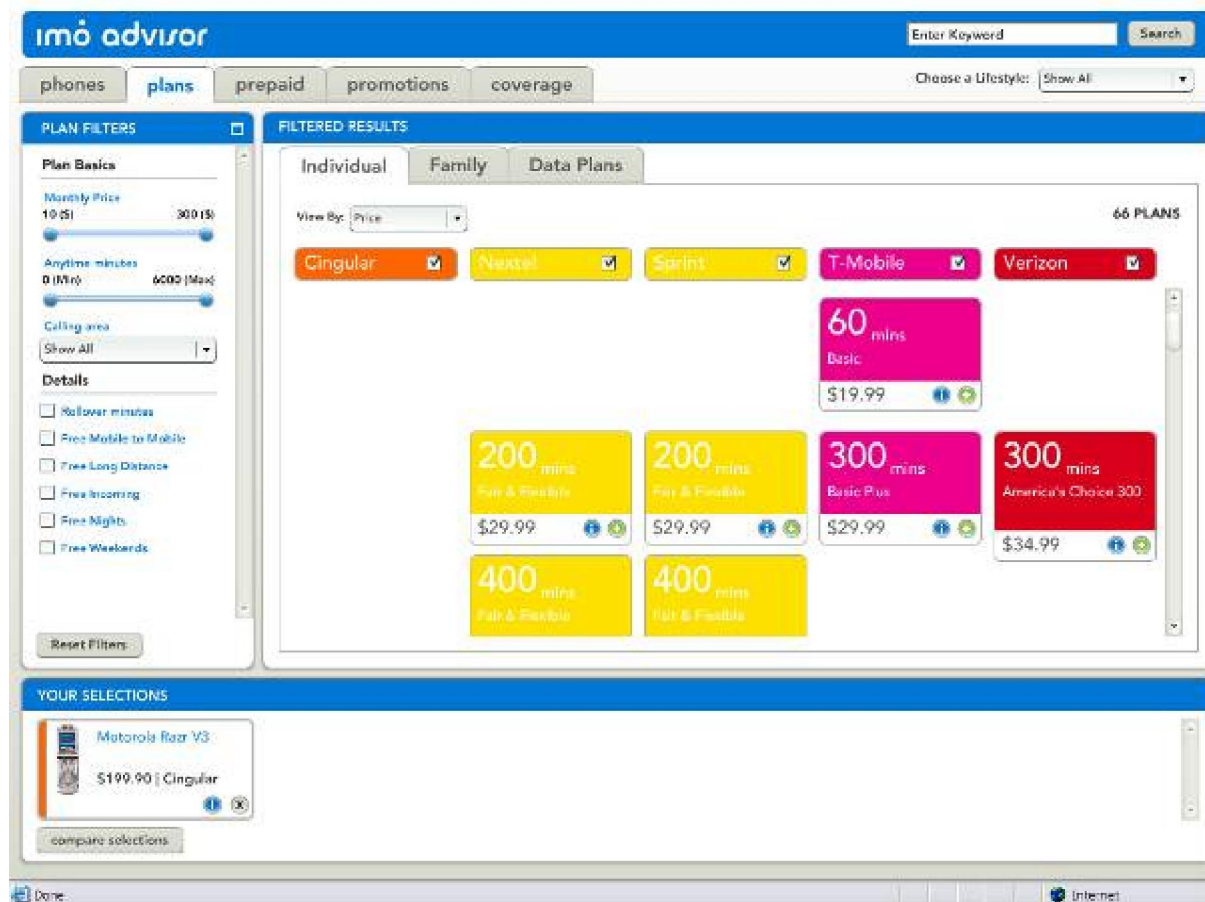 imo advisor
Enter Keyword
Search
phones
plans
prepaid
promotions
coverage
Choose a Lifestyle:
Show All
PLAN FILTERS
Plan Basics
Monthly Price
10 ($)
300 ($)
Anytime minutes
0 (Min)
6000 (Max)
Calling area
Show All
Details
Rollover minutes
Free Mobile to Mobile
Free Long Distance
Free Incoming
Free Nights
Free Weekends
Reset Filters
FILTERED RESULTS
Individual
Family
Data Plans
View By:
Price
66 PLANS
Cingular
Nextel
Sprint
T-Mobile
Verizon
60 mins
Basic
$19.99
200 mins
Fair & Flexible
$29.99
200 mins
Fair & Flexible
$29.99
300 mins
Basic Plus
$29.99
300 mins
America's Choice 300
$34.99
400 mins
Fair & Flexible
400 mins
Fair & Flexible
YOUR SELECTIONS
Motorola Razr V3
$199.90 | Cingular
compare selections
Done
Internet